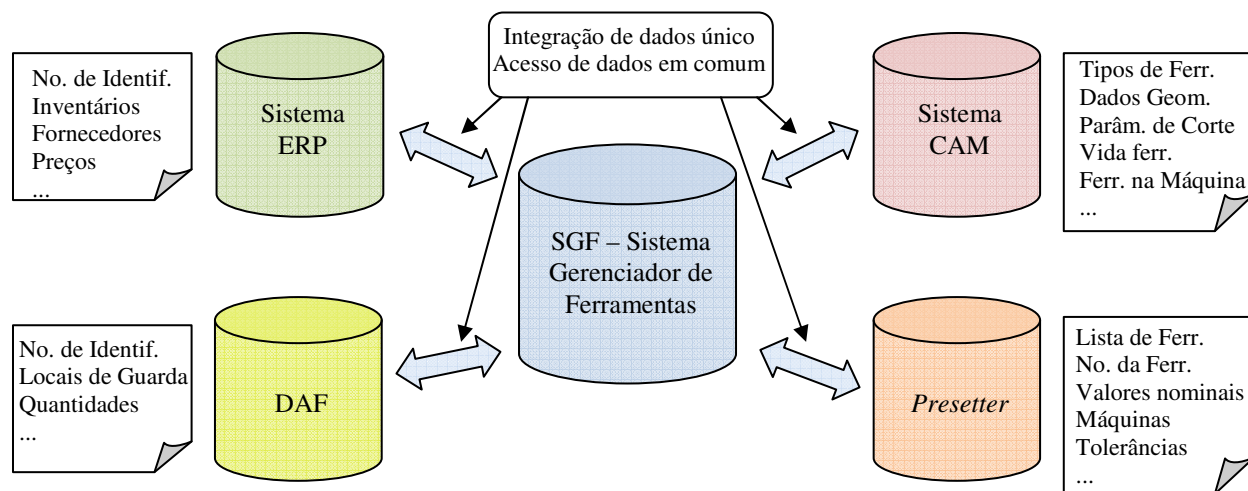 Integração de dados único
Acesso de dados em comum
No. de Identif.
Inventários
Fornecedores
Preços
...
Sistema
ERP
Sistema
CAM
Tipos de Ferr.
Dados Geom.
Parâm. de Corte
Vida ferr.
Ferr. na Máquina
...
SGF – Sistema
Gerenciador de
Ferramentas
No. de Identif.
Locais de Guarda
Quantidades
...
DAF
Presetter
Lista de Ferr.
No. da Ferr.
Valores nominais
Máquinas
Tolerâncias
...